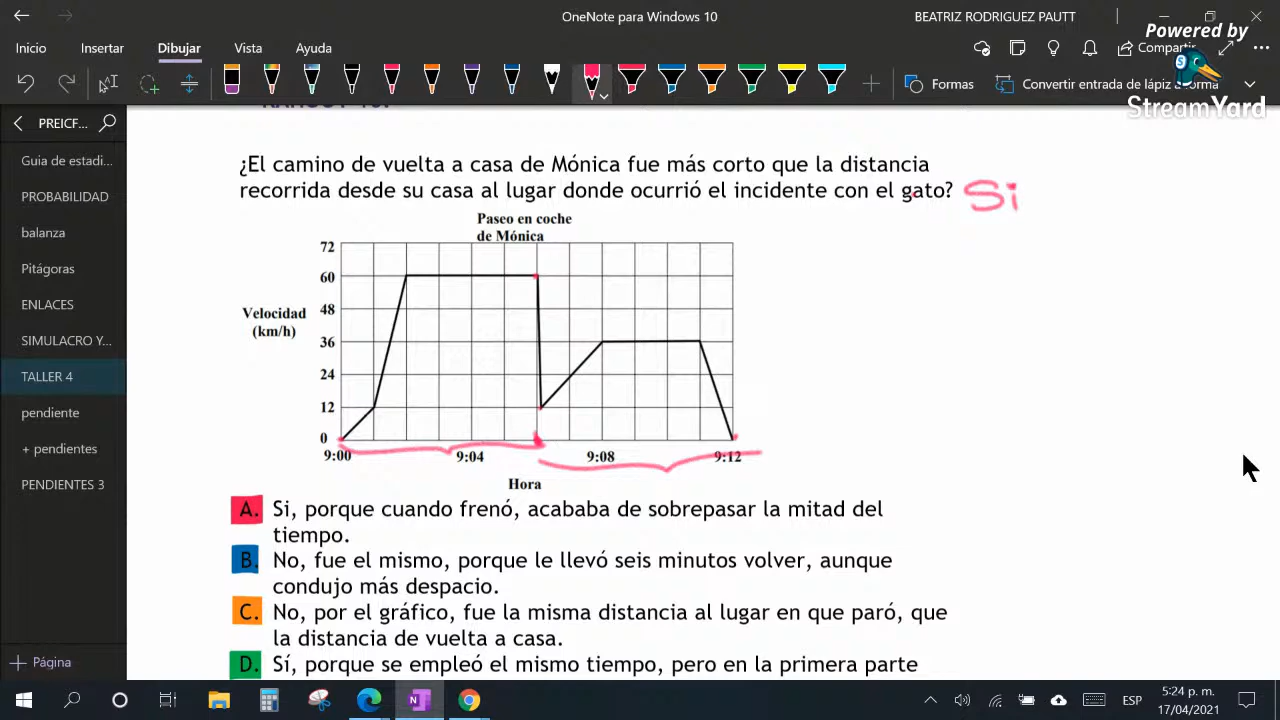 OneNote para Windows 10
BEATRIZ RODRIGUEZ PAUTT
Powered by
Inicio
Insertar
Dibujar
Vista
Ayuda
Compartir
Formas
Convertir entrada de lápiz a forma
StreamYard
PREICF...
Guia de estadi...
PROBABILIDAD
balanza
Pitágoras
ENLACES
SIMULACRO Y...
TALLER 4
pendiente
+ pendientes
PENDIENTES 3
Página
¿El camino de vuelta a casa de Mónica fue más corto que la distancia
recorrida desde su casa al lugar donde ocurrió el incidente con el gato?
Si
Paseo en coche
de Mónica
72
60
48
36
24
12
0
Velocidad
(km/h)
9:00
9:04
9:08
9:12
Hora
A. Si, porque cuando frenó, acababa de sobrepasar la mitad del
tiempo.
B. No, fue el mismo, porque le llevó seis minutos volver, aunque
condujo más despacio.
C. No, por el gráfico, fue la misma distancia al lugar en que paró, que
la distancia de vuelta a casa.
D. Sí, porque se empleó el mismo tiempo, pero en la primera parte
ESP
5:24 p. m.
17/04/2021